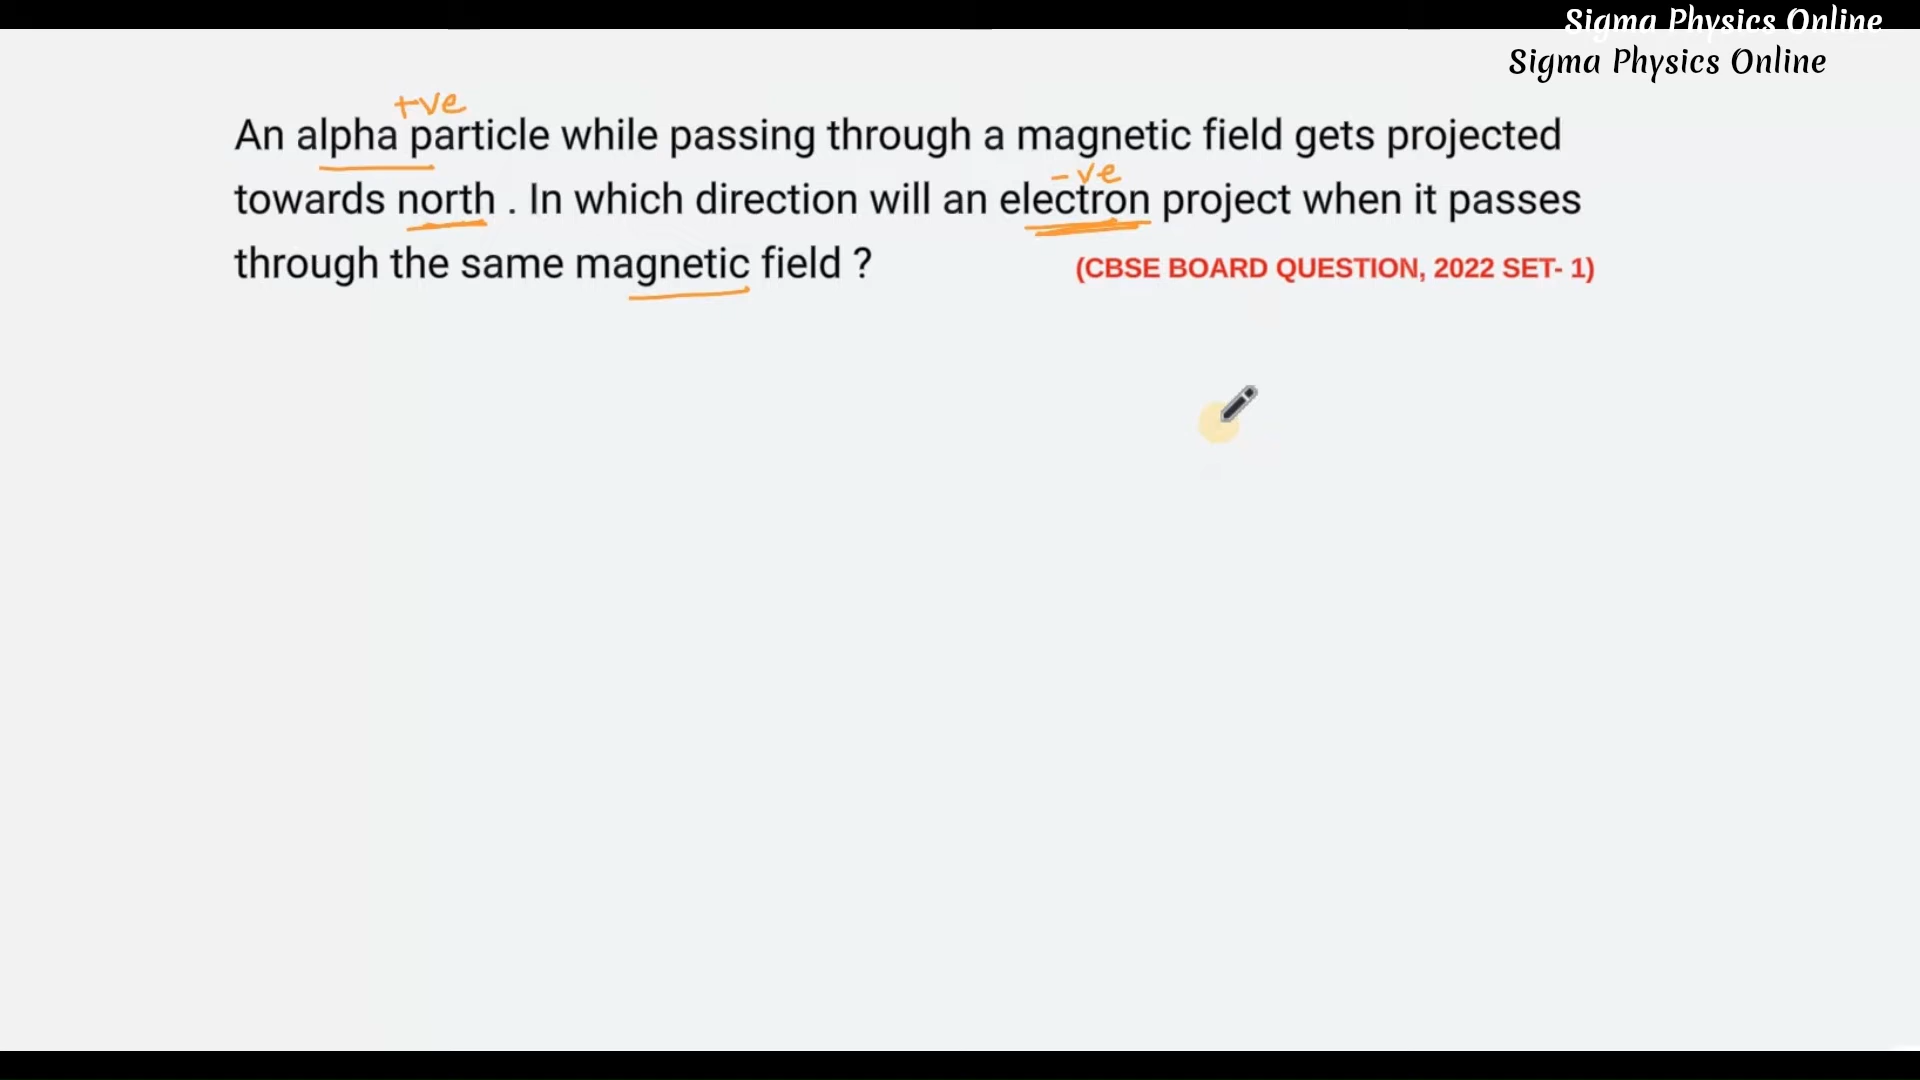 Sigma Physics Online
Sigma Physics Online
+ve
An alpha particle while passing through a magnetic field gets projected
-ve
towards north . In which direction will an electron project when it passes
through the same magnetic field ?
(CBSE BOARD QUESTION, 2022 SET- 1)